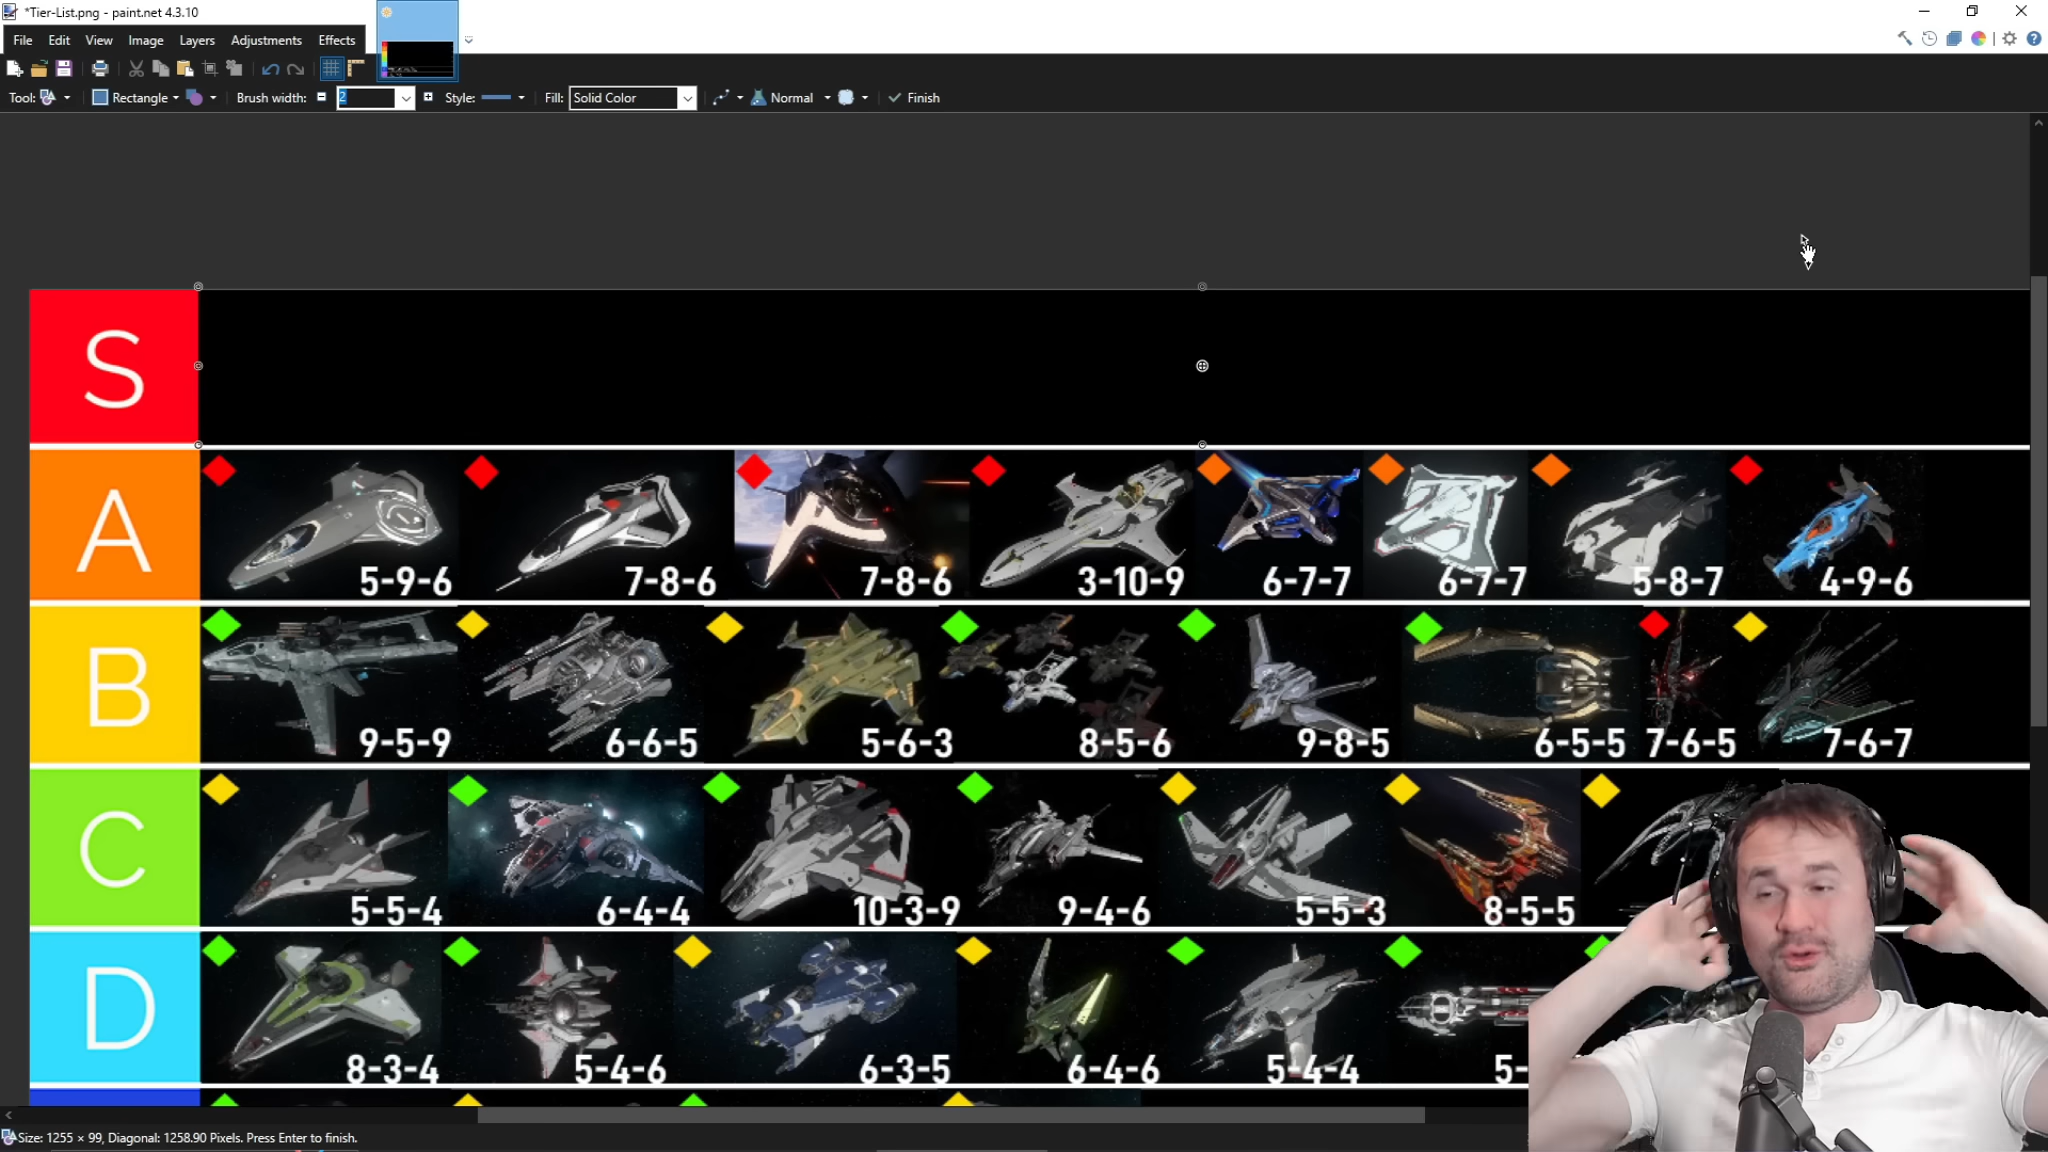 *Tier-List.png - paint.net 4.3.10
File Edit View Image Layers Adjustments Effects
Tool: Rectangle Brush width: 2 Style: Fill: Solid Color Normal Finish
S
A
5-9-6 7-8-6 7-8-6 3-10-9 6-7-7 6-7-7 5-8-7 4-9-6
B
9-5-9 6-6-5 5-6-3 8-5-6 9-8-5 6-5-5 7-6-5 7-6-7
C
5-5-4 6-4-4 10-3-9 9-4-6 5-5-3 8-5-5
D
8-3-4 5-4-6 6-3-5 6-4-6 5-4-4 5-
Size: 1255 × 99, Diagonal: 1258.90 Pixels. Press Enter to finish.